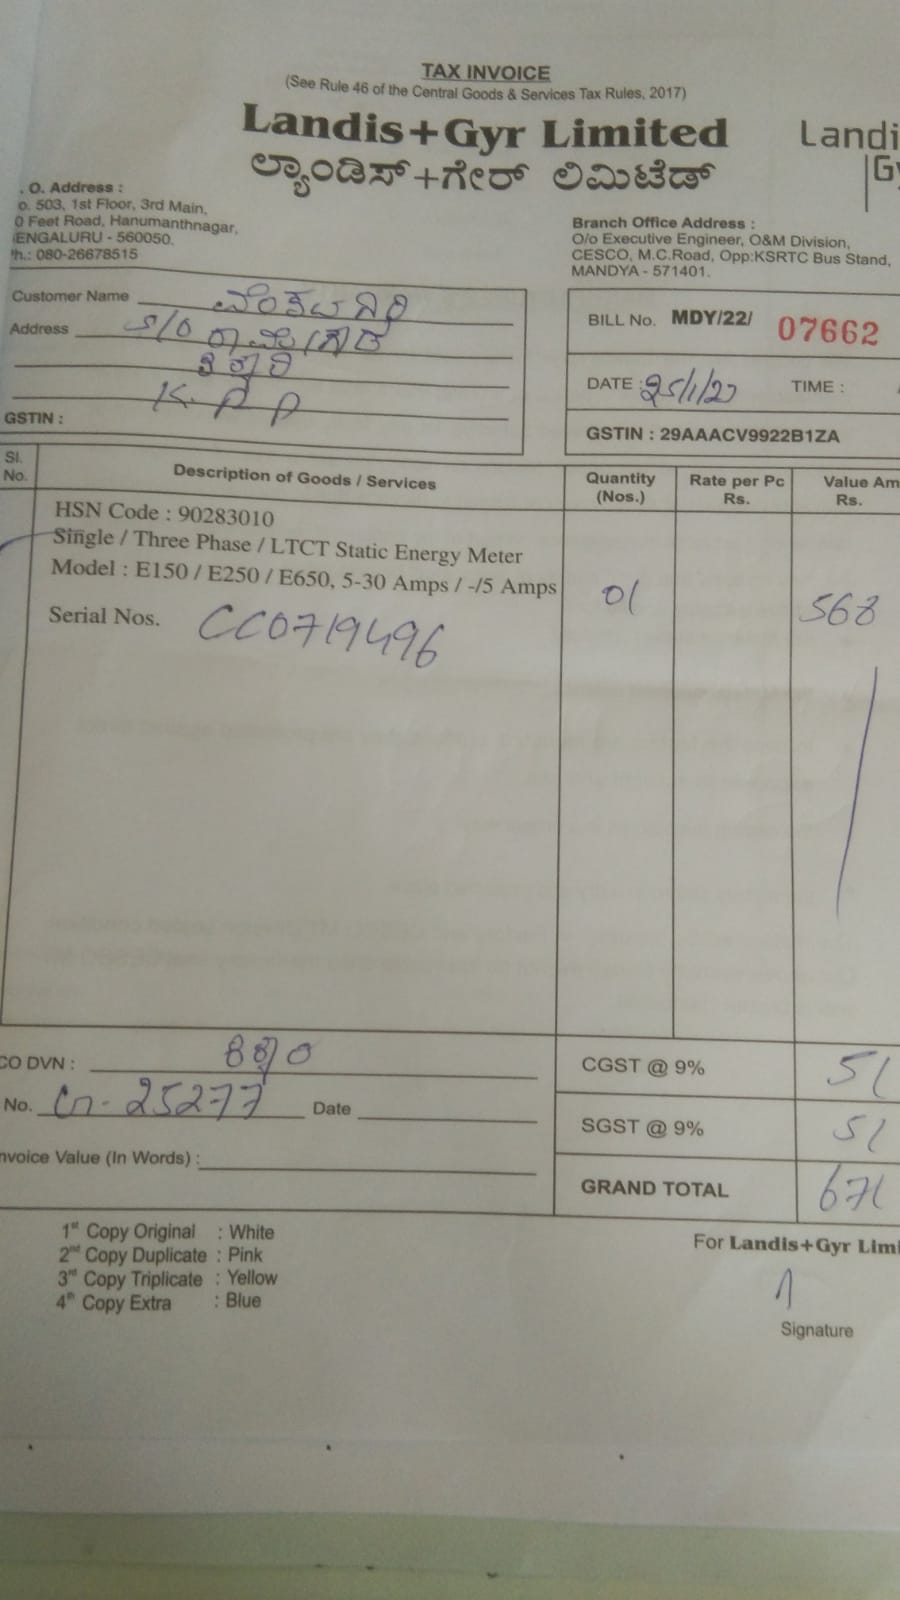 TAX INVOICE
(See Rule 46 of the Central Goods & Services Tax Rules, 2017)
Landis+Gyr Limited
ಲ್ಯಾಂಡಿಸ್+ಗೇರ್ ಲಿಮಿಟೆಡ್
Landi
Gy
. O. Address :
o. 503, 1st Floor, 3rd Main,
0 Feet Road, Hanumanthnagar,
ENGALURU - 560050.
h.: 080-26678515
Branch Office Address :
O/o Executive Engineer, O&M Division,
CESCO, M.C.Road, Opp:KSRTC Bus Stand,
MANDYA - 571401.
Customer Name
Address S/O
GSTIN :
BILL No. MDY/22/ 07662
DATE : TIME :
GSTIN : 29AAACV9922B1ZA
Sl. No. Description of Goods / Services Quantity (Nos.) Rate per Pc Rs. Value Am Rs.
HSN Code : 90283010
Single / Three Phase / LTCT Static Energy Meter
Model : E150 / E250 / E650, 5-30 Amps / -/5 Amps 01 568
Serial Nos. CC0719496
CO DVN :
No. 25277 Date
nvoice Value (In Words) :
CGST @ 9% 51
SGST @ 9% 51
GRAND TOTAL 671
1st Copy Original : White
2nd Copy Duplicate : Pink
3rd Copy Triplicate : Yellow
4th Copy Extra : Blue
For Landis+Gyr Limi
Signature